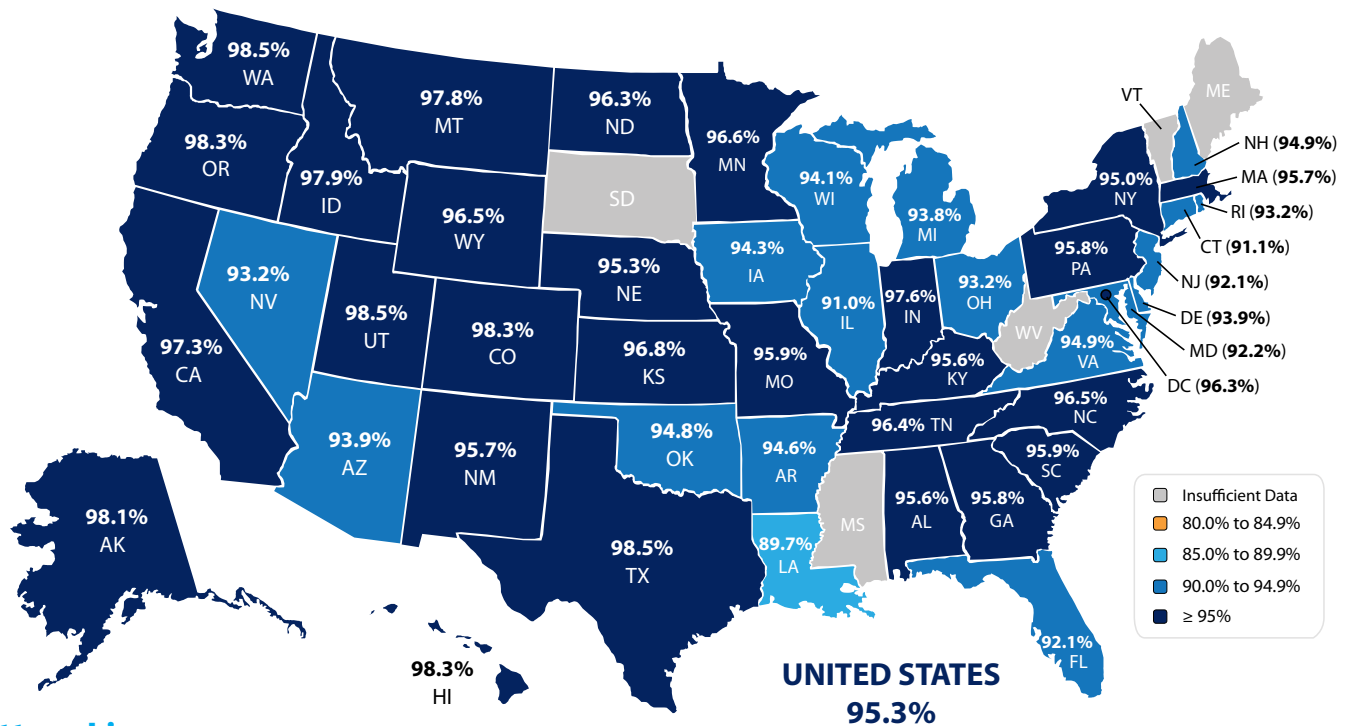 98.5%
WA
98.3%
OR
97.8%
MT
97.9%
ID
96.3%
ND
96.6%
MN
SD
96.5%
WY
97.3%
CA
93.2%
NV
98.5%
UT
98.3%
CO
95.3%
NE
96.8%
KS
94.3%
IA
94.1%
WI
93.8%
MI
91.0%
IL
97.6%
IN
93.2%
OH
95.9%
MO
95.6%
KY
WV
94.9%
VA
95.8%
PA
95.0%
NY
VT
ME
NH (94.9%)
MA (95.7%)
RI (93.2%)
CT (91.1%)
NJ (92.1%)
DE (93.9%)
MD (92.2%)
DC (96.3%)
93.9%
AZ
95.7%
NM
94.8%
OK
94.6%
AR
96.4% TN
96.5%
NC
95.9%
SC
98.5%
TX
89.7%
LA
MS
95.6%
AL
95.8%
GA
92.1%
FL
98.1%
AK
98.3%
HI
Insufficient Data
80.0% to 84.9%
85.0% to 89.9%
90.0% to 94.9%
≥ 95%
UNITED STATES
95.3%